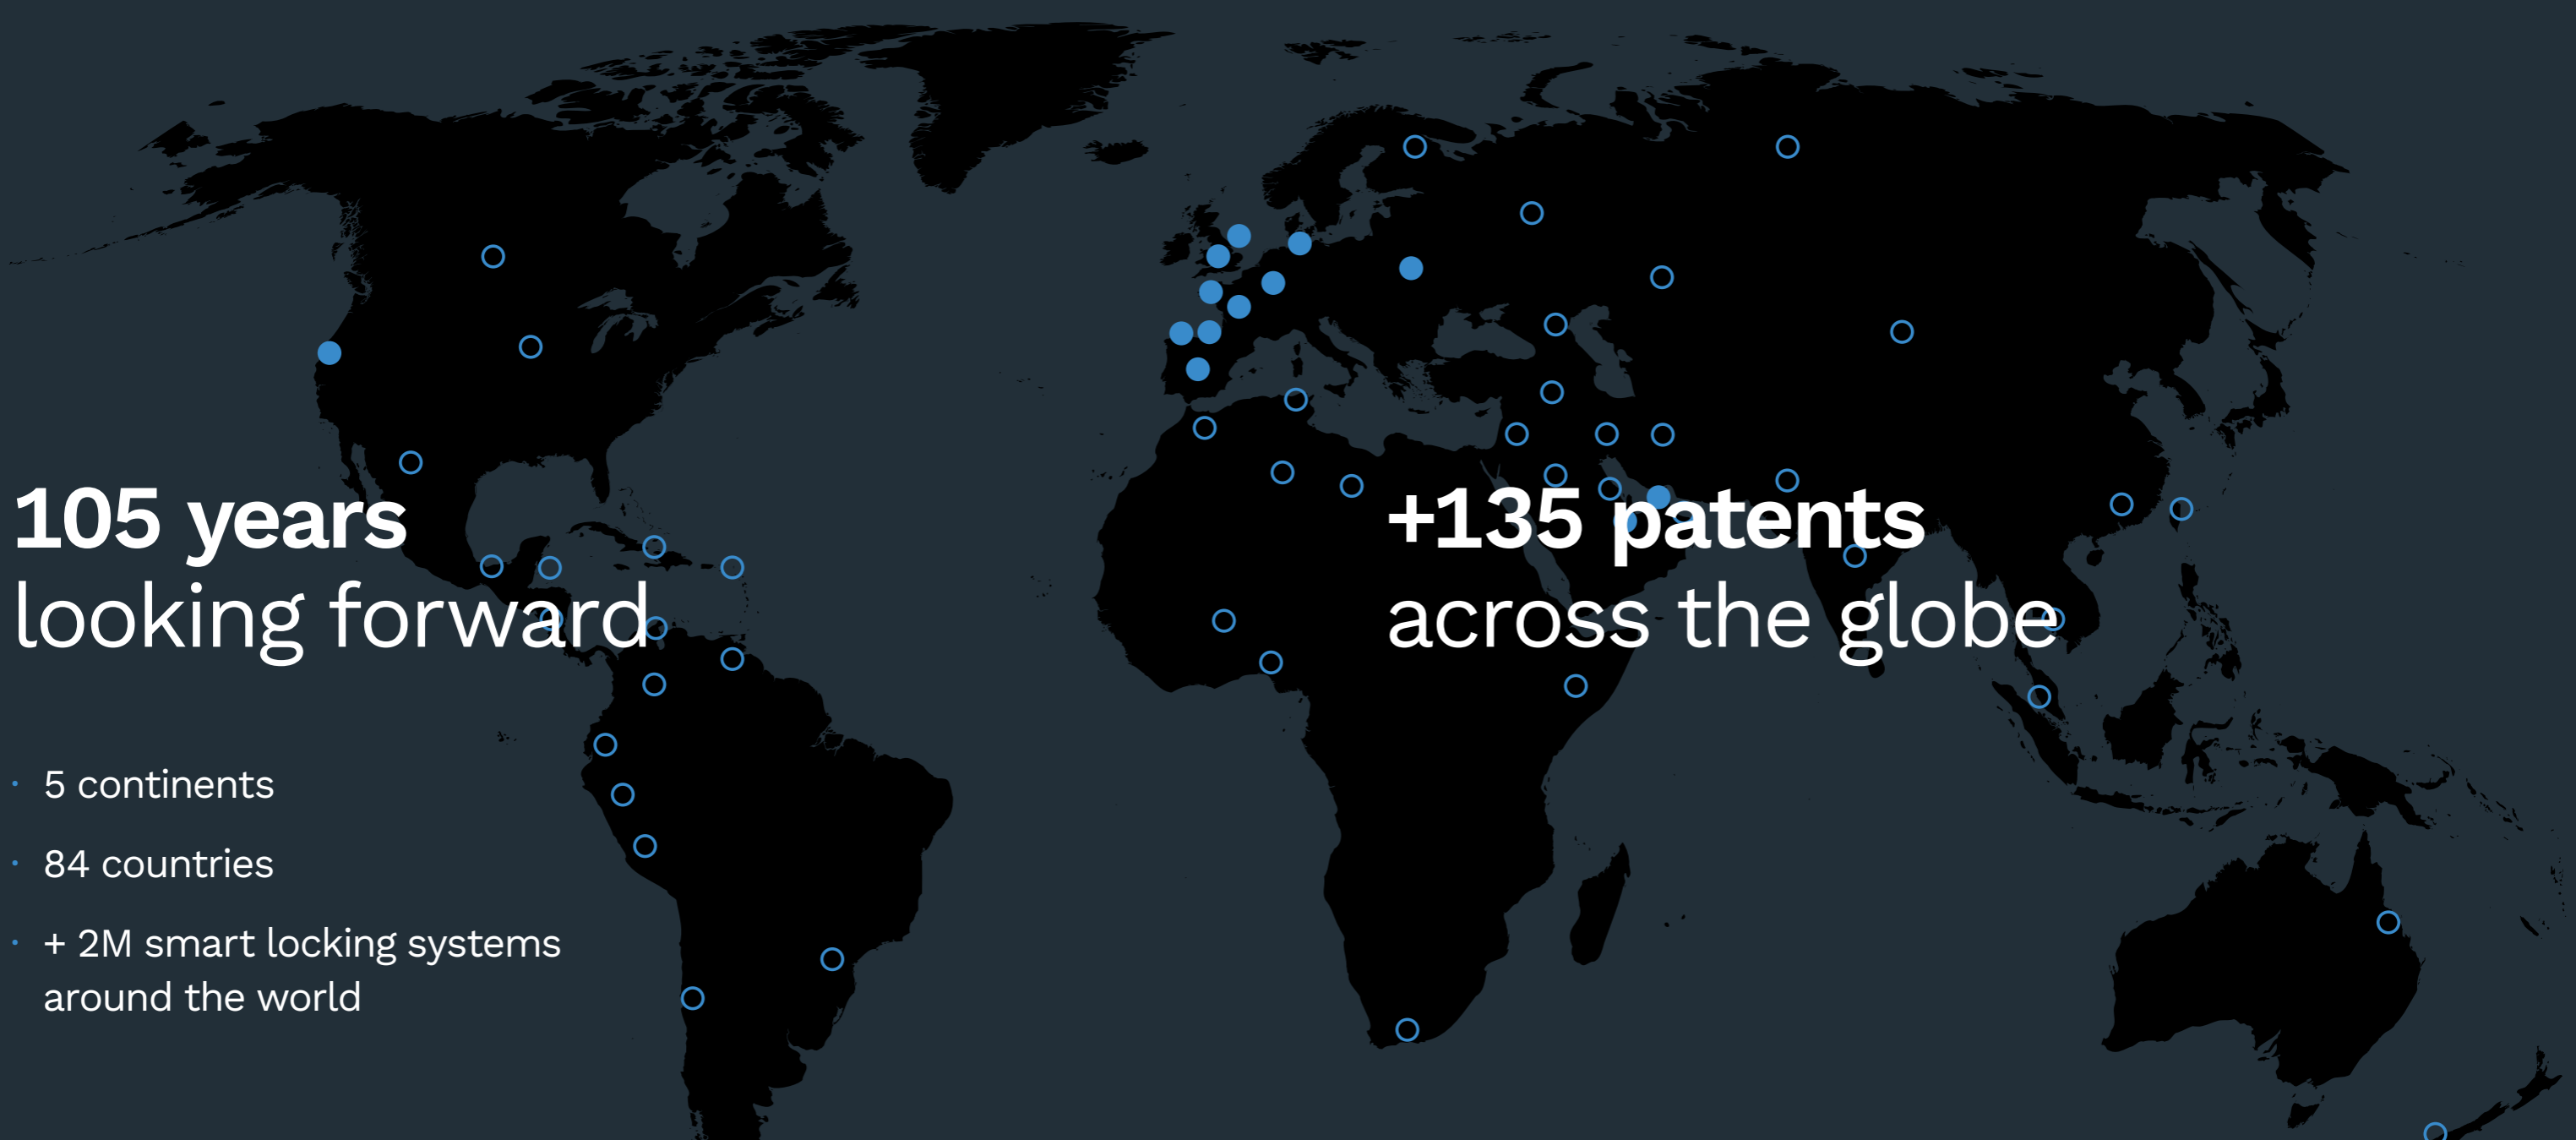 105 years
looking forward
· 5 continents
· 84 countries
· + 2M smart locking systems
around the world
+135 patents
across the globe